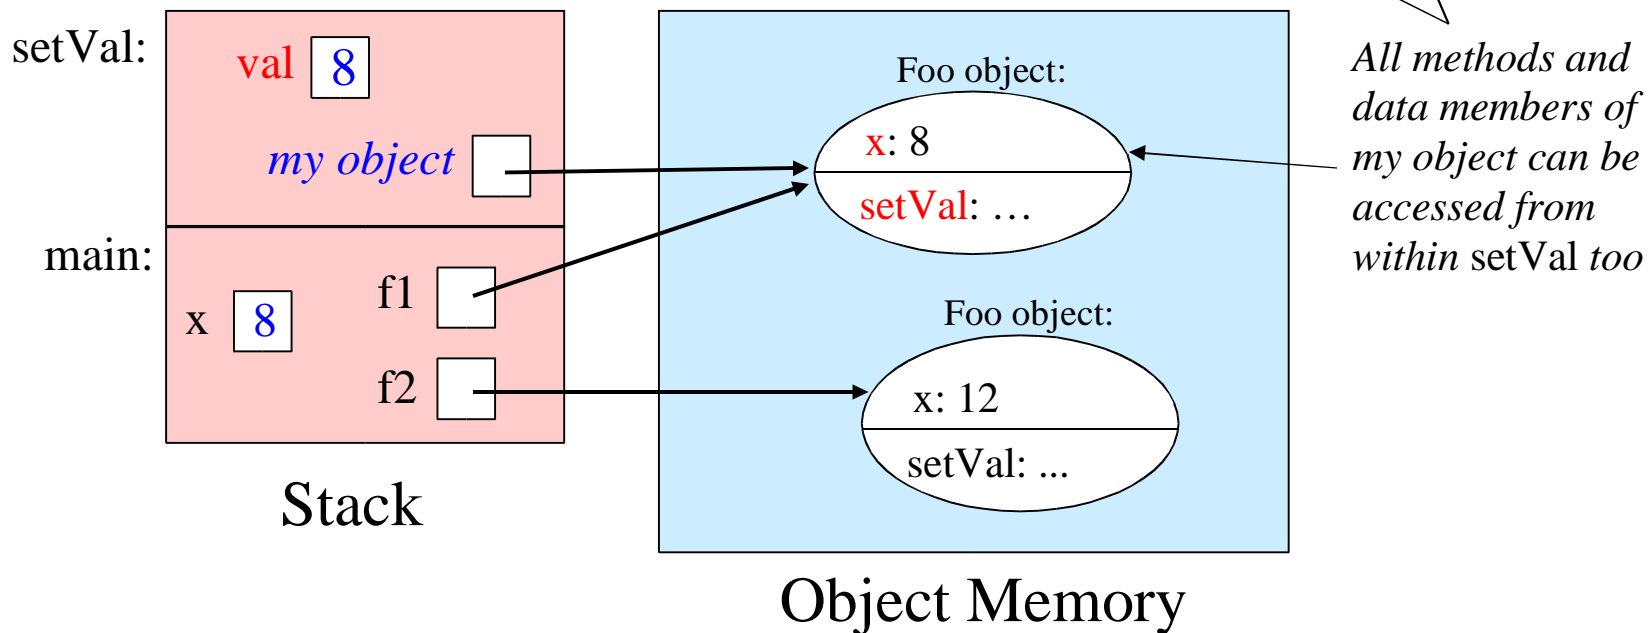 setVal:
val 8
my object
main:
x 8
f1
f2
Stack
Foo object:
x: 8
setVal: …
Foo object:
x: 12
setVal: ...
Object Memory
All methods and
data members of
my object can be
accessed from
within setVal too